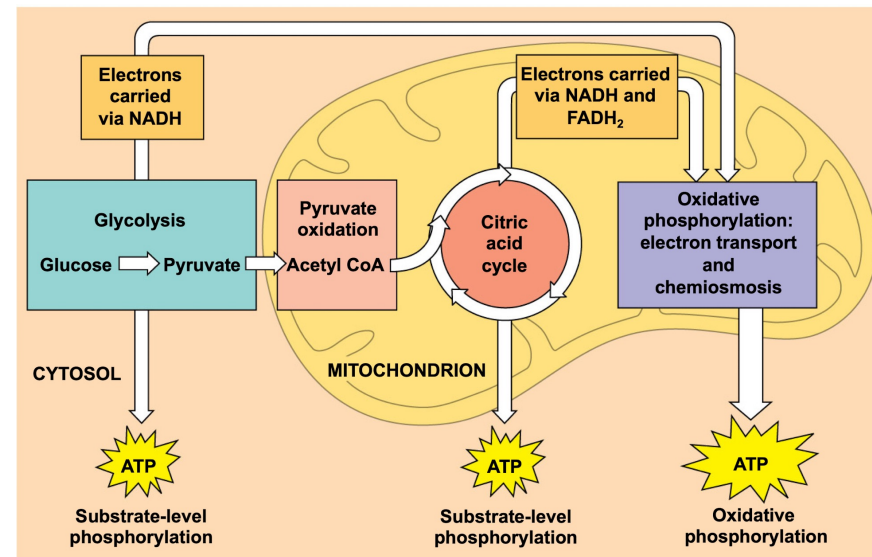 Electrons
carried
via NADH
Electrons carried
via NADH and
FADH₂
Glycolysis
Glucose
Pyruvate
Pyruvate
oxidation
Acetyl CoA
Citric
acid
cycle
Oxidative
phosphorylation:
electron transport
and
chemiosmosis
CYTOSOL
MITOCHONDRION
ATP
Substrate-level
phosphorylation
ATP
Substrate-level
phosphorylation
ATP
Oxidative
phosphorylation